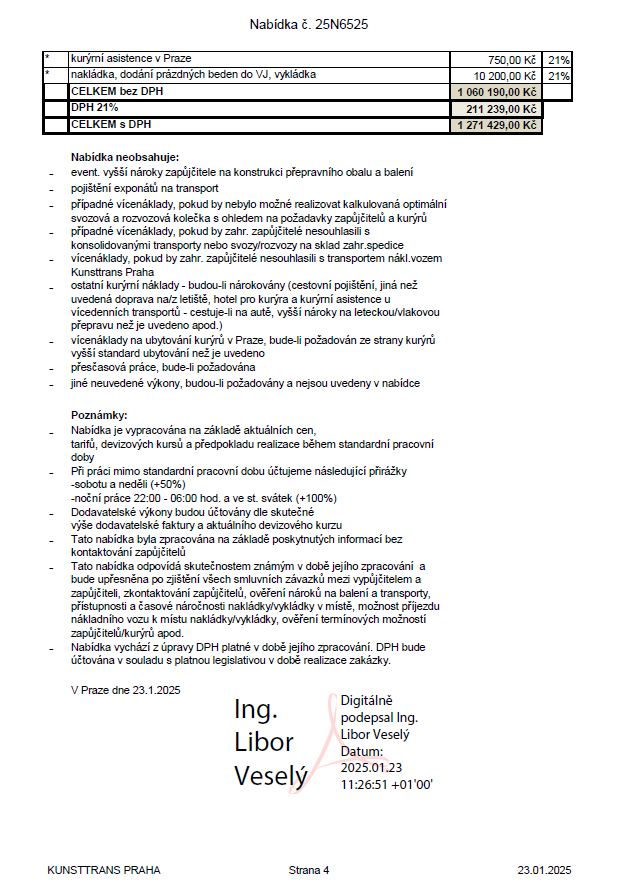 Nabídka č. 25N6525
* kurýrní asistence v Praze 750,00 Kč 21%
* nakládka, dodání prázdných beden do VJ, vykládka 10 200,00 Kč 21%
CELKEM bez DPH 1 060 190,00 Kč
DPH 21% 211 239,00 Kč
CELKEM s DPH 1 271 429,00 Kč
Nabídka neobsahuje:
- event. vyšší nároky zapůjčitele na konstrukci přepravního obalu a balení
- pojištění exponátů na transport
- případné vícenáklady, pokud by nebylo možné realizovat kalkulovaná optimální
svozová a rozvozová kolečka s ohledem na požadavky zapůjčitelů a kurýrů
- případné vícenáklady, pokud by zahr. zapůjčitelé nesouhlasili s
konsolidovanými transporty nebo svozy/rozvozy na sklad zahr.spedice
- vícenáklady, pokud by zahr. zapůjčitelé nesouhlasili s transportem nákl.vozem
Kunsttrans Praha
- ostatní kurýrní náklady - budou-li nárokovány (cestovní pojištění, jiná než
uvedená doprava na/z letiště, hotel pro kurýra a kurýrní asistence u
vícedenních transportů - cestuje-li na autě, vyšší nároky na leteckou/vlakovou
přepravu než je uvedeno apod.)
- vícenáklady na ubytování kurýrů v Praze, bude-li požadován ze strany kurýrů
vyšší standard ubytování než je uvedeno
- přesčasová práce, bude-li požadována
- jiné neuvedené výkony, budou-li požadovány a nejsou uvedeny v nabídce
Poznámky:
- Nabídka je vypracována na základě aktuálních cen,
tarifů, devizových kursů a předpokladu realizace během standardní pracovní
doby
- Při práci mimo standardní pracovní dobu účtujeme následující přirážky
-sobotu a neděli (+50%)
-noční práce 22:00 - 06:00 hod. a ve st. svátek (+100%)
- Dodavatelské výkony budou účtovány dle skutečné
výše dodavatelské faktury a aktuálního devizového kurzu
- Tato nabídka byla zpracována na základě poskytnutých informací bez
kontaktování zapůjčitelů
- Tato nabídka odpovídá skutečnostem známým v době jejího zpracování a
bude upřesněna po zjištění všech smluvních závazků mezi vypůjčitelem a
zapůjčiteli, zkontaktování zapůjčitelů, ověření nároků na balení a transporty,
přístupnosti a časové náročnosti nakládky/vykládky v místě, možnost příjezdu
nákladního vozu k místu nakládky/vykládky, ověření termínových možností
zapůjčitelů/kurýrů apod.
- Nabídka vychází z úpravy DPH platné v době jejího zpracování. DPH bude
účtována v souladu s platnou legislativou v době realizace zakázky.
V Praze dne 23.1.2025
Ing.
Libor
Veselý
Digitálně
podepsal Ing.
Libor Veselý
Datum:
2025.01.23
11:26:51 +01'00'
KUNSTTRANS PRAHA Strana 4 23.01.2025